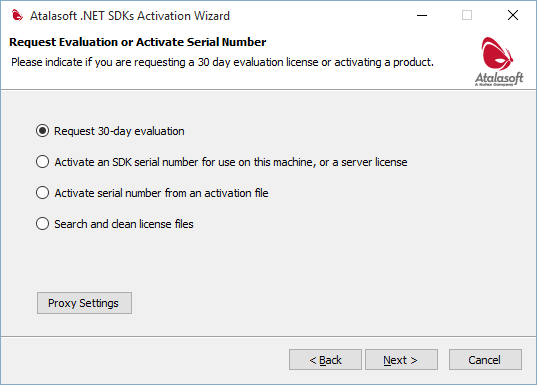 Atalasoft .NET SDKs Activation Wizard
Request Evaluation or Activate Serial Number
Please indicate if you are requesting a 30 day evaluation license or activating a product.
Atalasoft
A Kofax Company
Request 30-day evaluation
Activate an SDK serial number for use on this machine, or a server license
Activate serial number from an activation file
Search and clean license files
Proxy Settings
< Back
Next >
Cancel